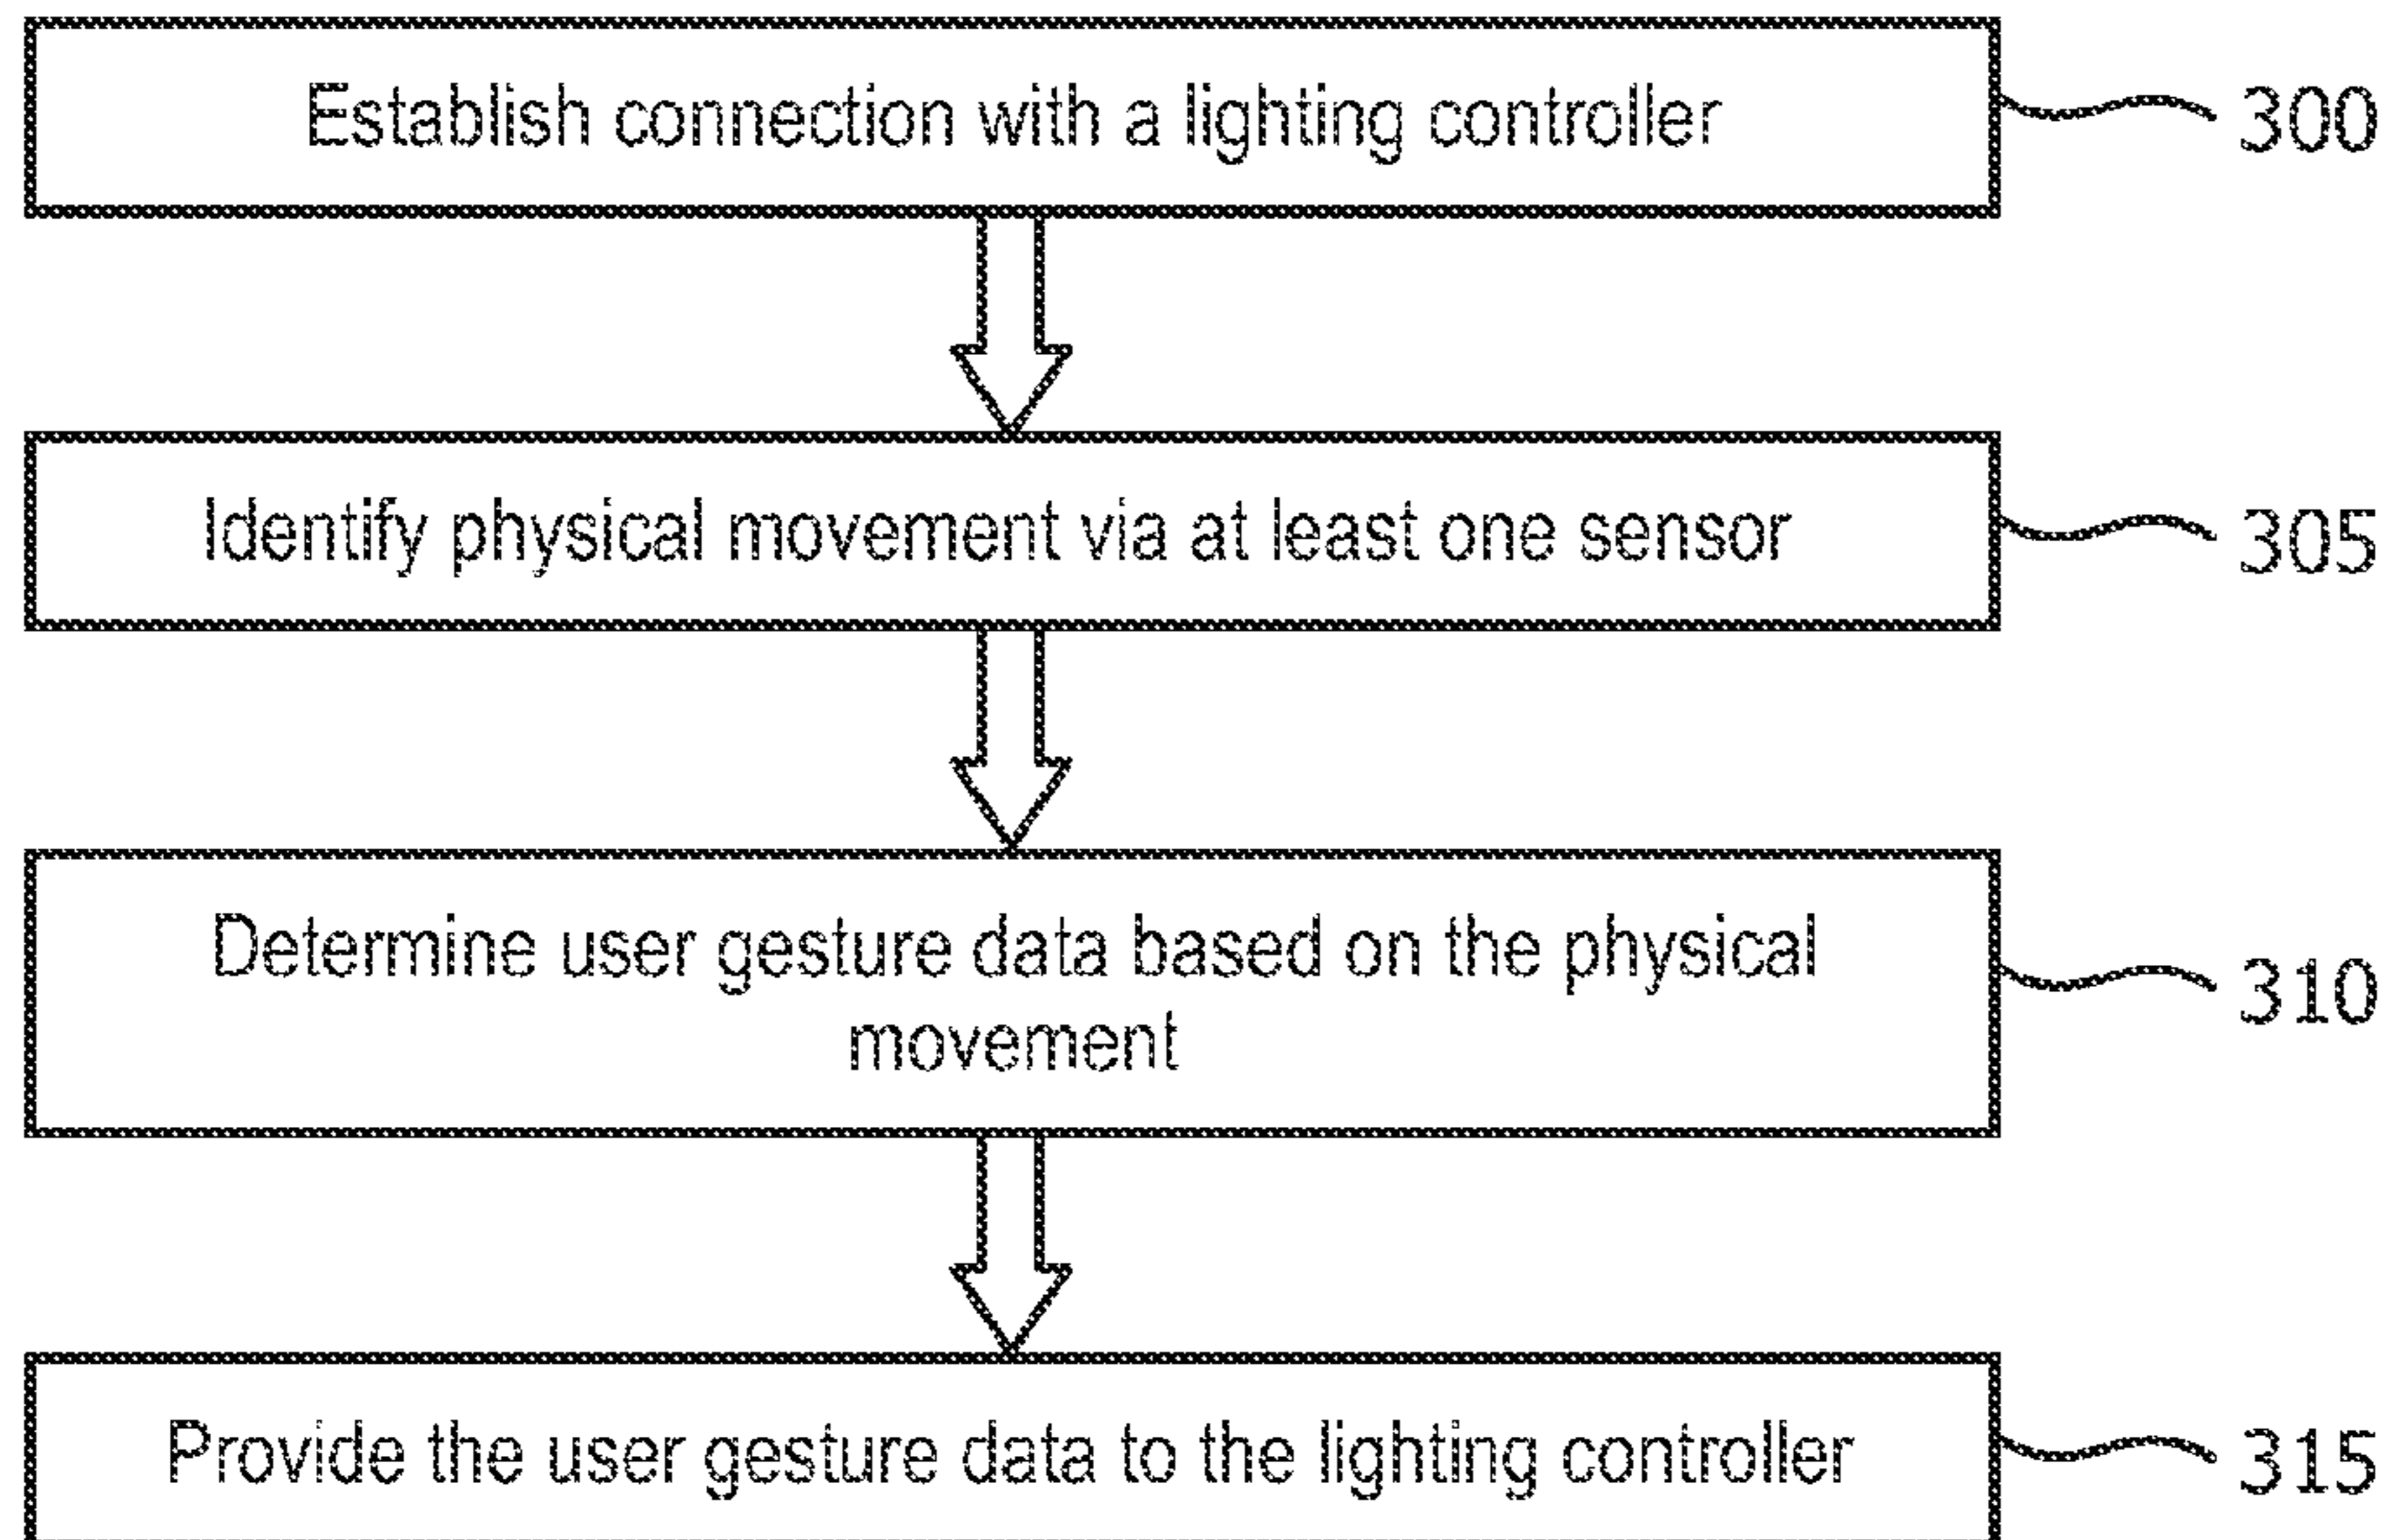 Establish connection with a lighting controller
300
Identify physical movement via at least one sensor
305
Determine user gesture data based on the physical
movement
310
Provide the user gesture data to the lighting controller
315